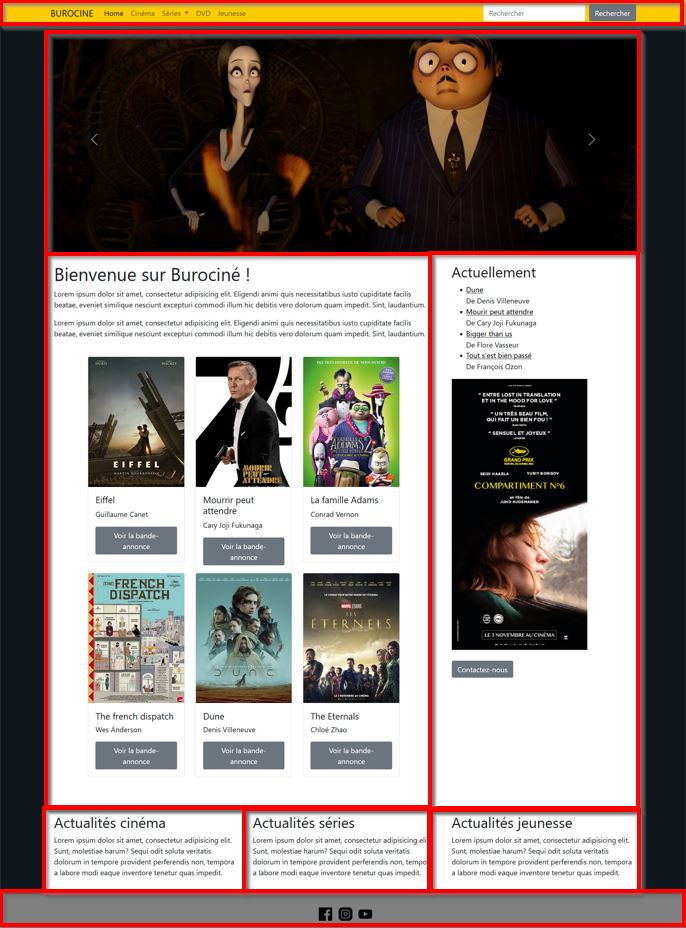 BUROCINE Home Cinéma Séries DVD Jeunesse Rechercher Rechercher
Bienvenue sur Burociné !
Lorem ipsum dolor sit amet, consectetur adipisicing elit. Eligendi animi quis necessitatibus iusto cupiditate facilis
beatae, eveniet similique nesciunt excepturi commodi illum hic debitis vero dolorum quam impedit. Sint, laudantium.
Lorem ipsum dolor sit amet, consectetur adipisicing elit. Eligendi animi quis necessitatibus iusto cupiditate facilis
beatae, eveniet similique nesciunt excepturi commodi illum hic debitis vero dolorum quam impedit. Sint, laudantium.
EIFFEL
Eiffel
Guillaume Canet
Voir la bande-
annonce
MOURIR
PEUT-
ATTENDRE
Mourrir peut
attendre
Cary Joji Fukunaga
Voir la bande-
annonce
La famille Adams
Conrad Vernon
Voir la bande-
annonce
FRENCH
DISPATCH
The french dispatch
Wes Anderson
Voir la bande-
annonce
DUNE
Dune
Denis Villeneuve
Voir la bande-
annonce
MARVEL
LES
ÉTERNELS
The Eternals
Chloé Zhao
Voir la bande-
annonce
Actuellement
Dune
De Denis Villeneuve
Mourir peut attendre
De Cary Joji Fukunaga
Bigger than us
De Flore Vasseur
Tout s'est bien passé
De François Ozon
" ENTRE LOST IN TRANSLATION
ET IN THE MOOD FOR LOVE "
" UN TRÈS BEAU FILM,
QUI FAIT UN BIEN FOU ! "
" SENSUEL ET JOYEUX "
GRAND PRIX
SEIDI HAARLA YURIY BORISOV
COMPARTIMENT N°6
un film de
JUHO KUOSMANEN
LE 3 NOVEMBRE AU CINÉMA
Contactez-nous
Actualités cinéma
Lorem ipsum dolor sit amet, consectetur adipisicing elit.
Sunt, molestiae harum? Sequi odit soluta veritatis
dolorum in tempore provident perferendis non, tempora
a labore modi eaque inventore tenetur quas impedit.
Actualités séries
Lorem ipsum dolor sit amet, consectetur adipisicing eli
Sunt, molestiae harum? Sequi odit soluta veritatis
dolorum in tempore provident perferendis non, tempora
a labore modi eaque inventore tenetur quas impedit.
Actualités jeunesse
Lorem ipsum dolor sit amet, consectetur adipisicing elit.
Sunt, molestiae harum? Sequi odit soluta veritatis
dolorum in tempore provident perferendis non, tempora
a labore modi eaque inventore tenetur quas impedit.